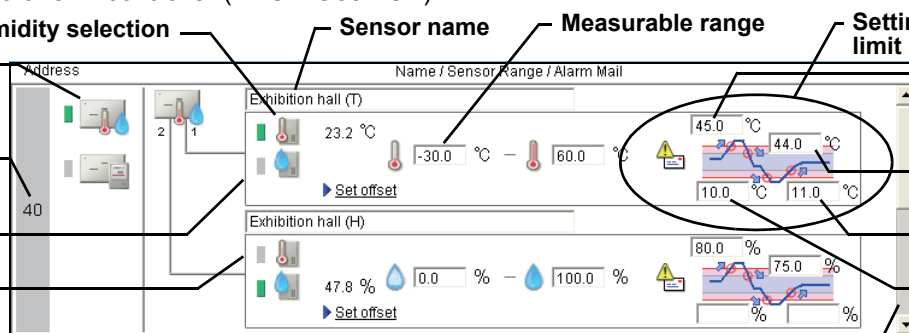 midity selection
Sensor name
Measurable range
Setting
limit
Address
Name / Sensor Range / Alarm Mail
Exhibition hall (T)
2 1
23.2 °C
-30.0 °C – 60.0 °C
45.0 °C
44.0 °C
10.0 °C 11.0 °C
Set offset
40
Exhibition hall (H)
47.8 % 0.0 % – 100.0 %
80.0 %
75.0 %
% %
Set offset